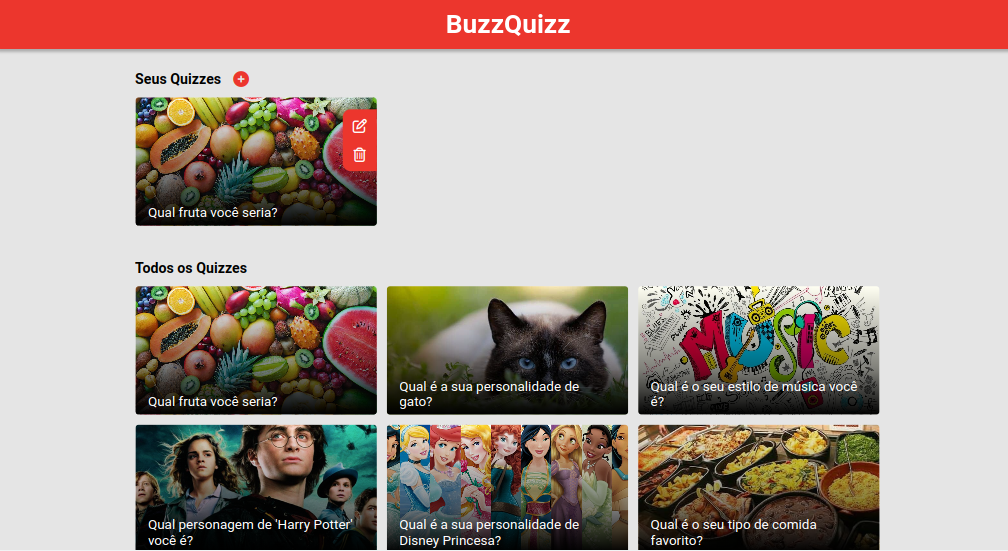 BuzzQuizz
Seus Quizzes
Qual fruta você seria?
Todos os Quizzes
Qual fruta você seria?
Qual é a sua personalidade de
gato?
MUSIC
Qual é o seu estilo de música você
é?
Qual personagem de 'Harry Potter'
você é?
Qual é a sua personalidade de
Disney Princesa?
Qual é o seu tipo de comida
favorito?